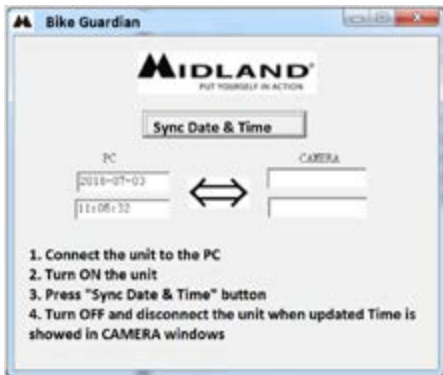 Bike Guardian
MIDLAND
PUT YOURSELF IN ACTION
Sync Date & Time
PC
CAMERA
2018-07-03
11:05:32
1. Connect the unit to the PC
2. Turn ON the unit
3. Press "Sync Date & Time" button
4. Turn OFF and disconnect the unit when updated Time is
showed in CAMERA windows